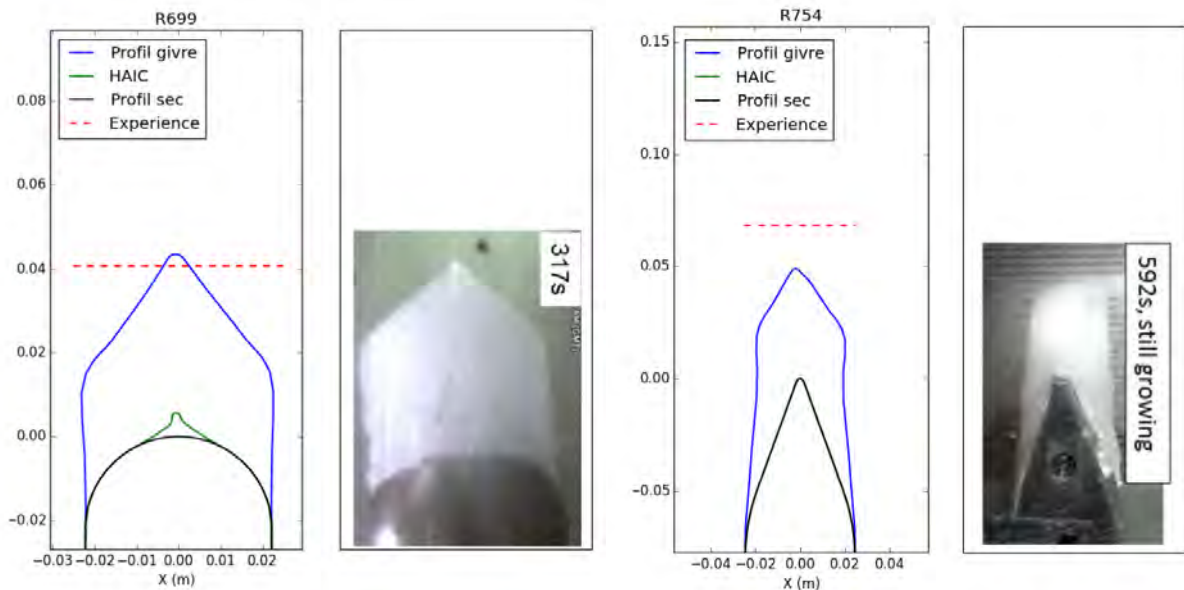 R699
Profil givre
HAIC
Profil sec
Experience
0.08
0.06
0.04
0.02
0.00
−0.02
−0.03 −0.02 −0.01 0.00 0.01 0.02
X (m)
317s
R754
Profil givre
HAIC
Profil sec
Experience
0.15
0.10
0.05
0.00
−0.05
−0.04 −0.02 0.00 0.02 0.04
X (m)
592s, still growing